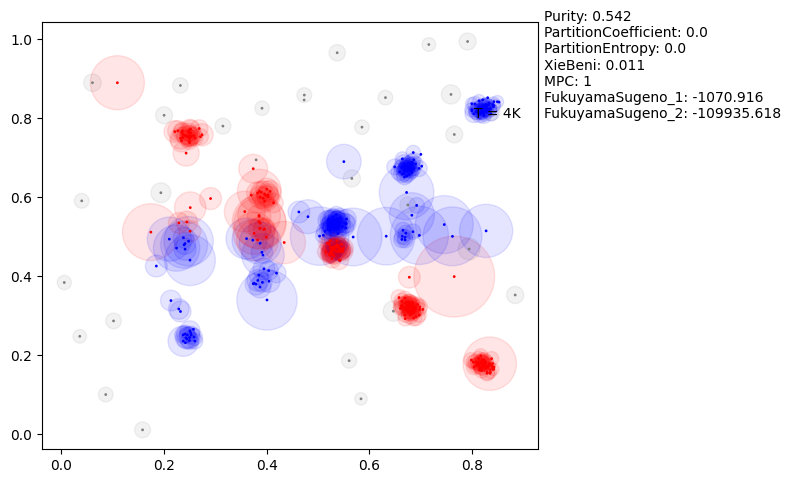 Purity: 0.542
PartitionCoefficient: 0.0
PartitionEntropy: 0.0
XieBeni: 0.011
MPC: 1
FukuyamaSugeno_1: -1070.916
FukuyamaSugeno_2: -109935.618
T = 4K
1.0
0.8
0.6
0.4
0.2
0.0
0.0 0.2 0.4 0.6 0.8